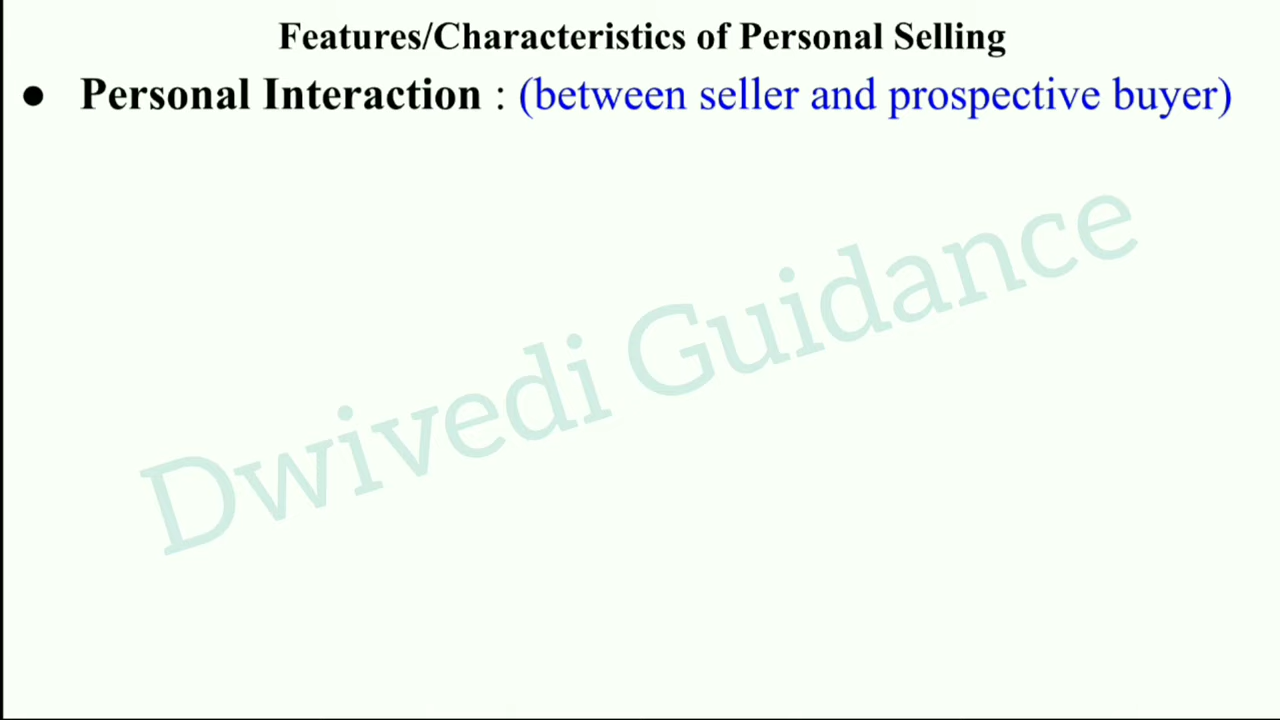 Features/Characteristics of Personal Selling
● Personal Interaction : (between seller and prospective buyer)
Dwivedi Guidance